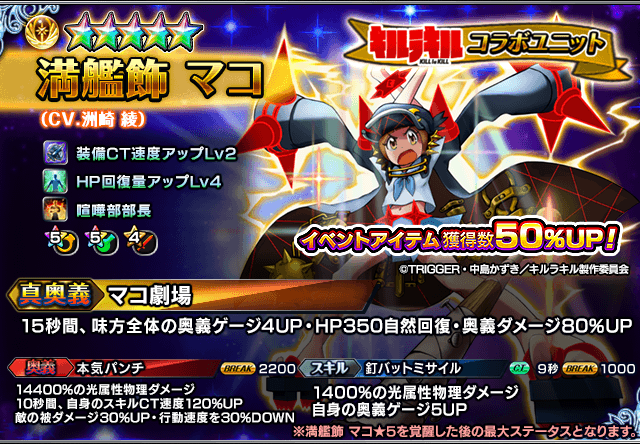 キルラキル コラボユニット
KILL la KILL
満艦飾 マコ
(CV.洲崎 綾)
装備CT速度アップLv2
HP回復量アップLv4
喧嘩部部長
5 5 4
イベントアイテム獲得数50%UP!
©TRIGGER・中島かずき/キルラキル製作委員会
真奥義 マコ劇場
15秒間、味方全体の奥義ゲージ4UP・HP350自然回復・奥義ダメージ80%UP
奥義 本気パンチ BREAK 2200
14400%の光属性物理ダメージ
10秒間、自身のスキルCT速度120%UP
敵の被ダメージ30%UP・行動速度を30%DOWN
スキル 釘バットミサイル CT 9秒 BREAK 1000
1400%の光属性物理ダメージ
自身の奥義ゲージ5UP
※満艦飾 マコ★5を覚醒した後の最大ステータスとなります。